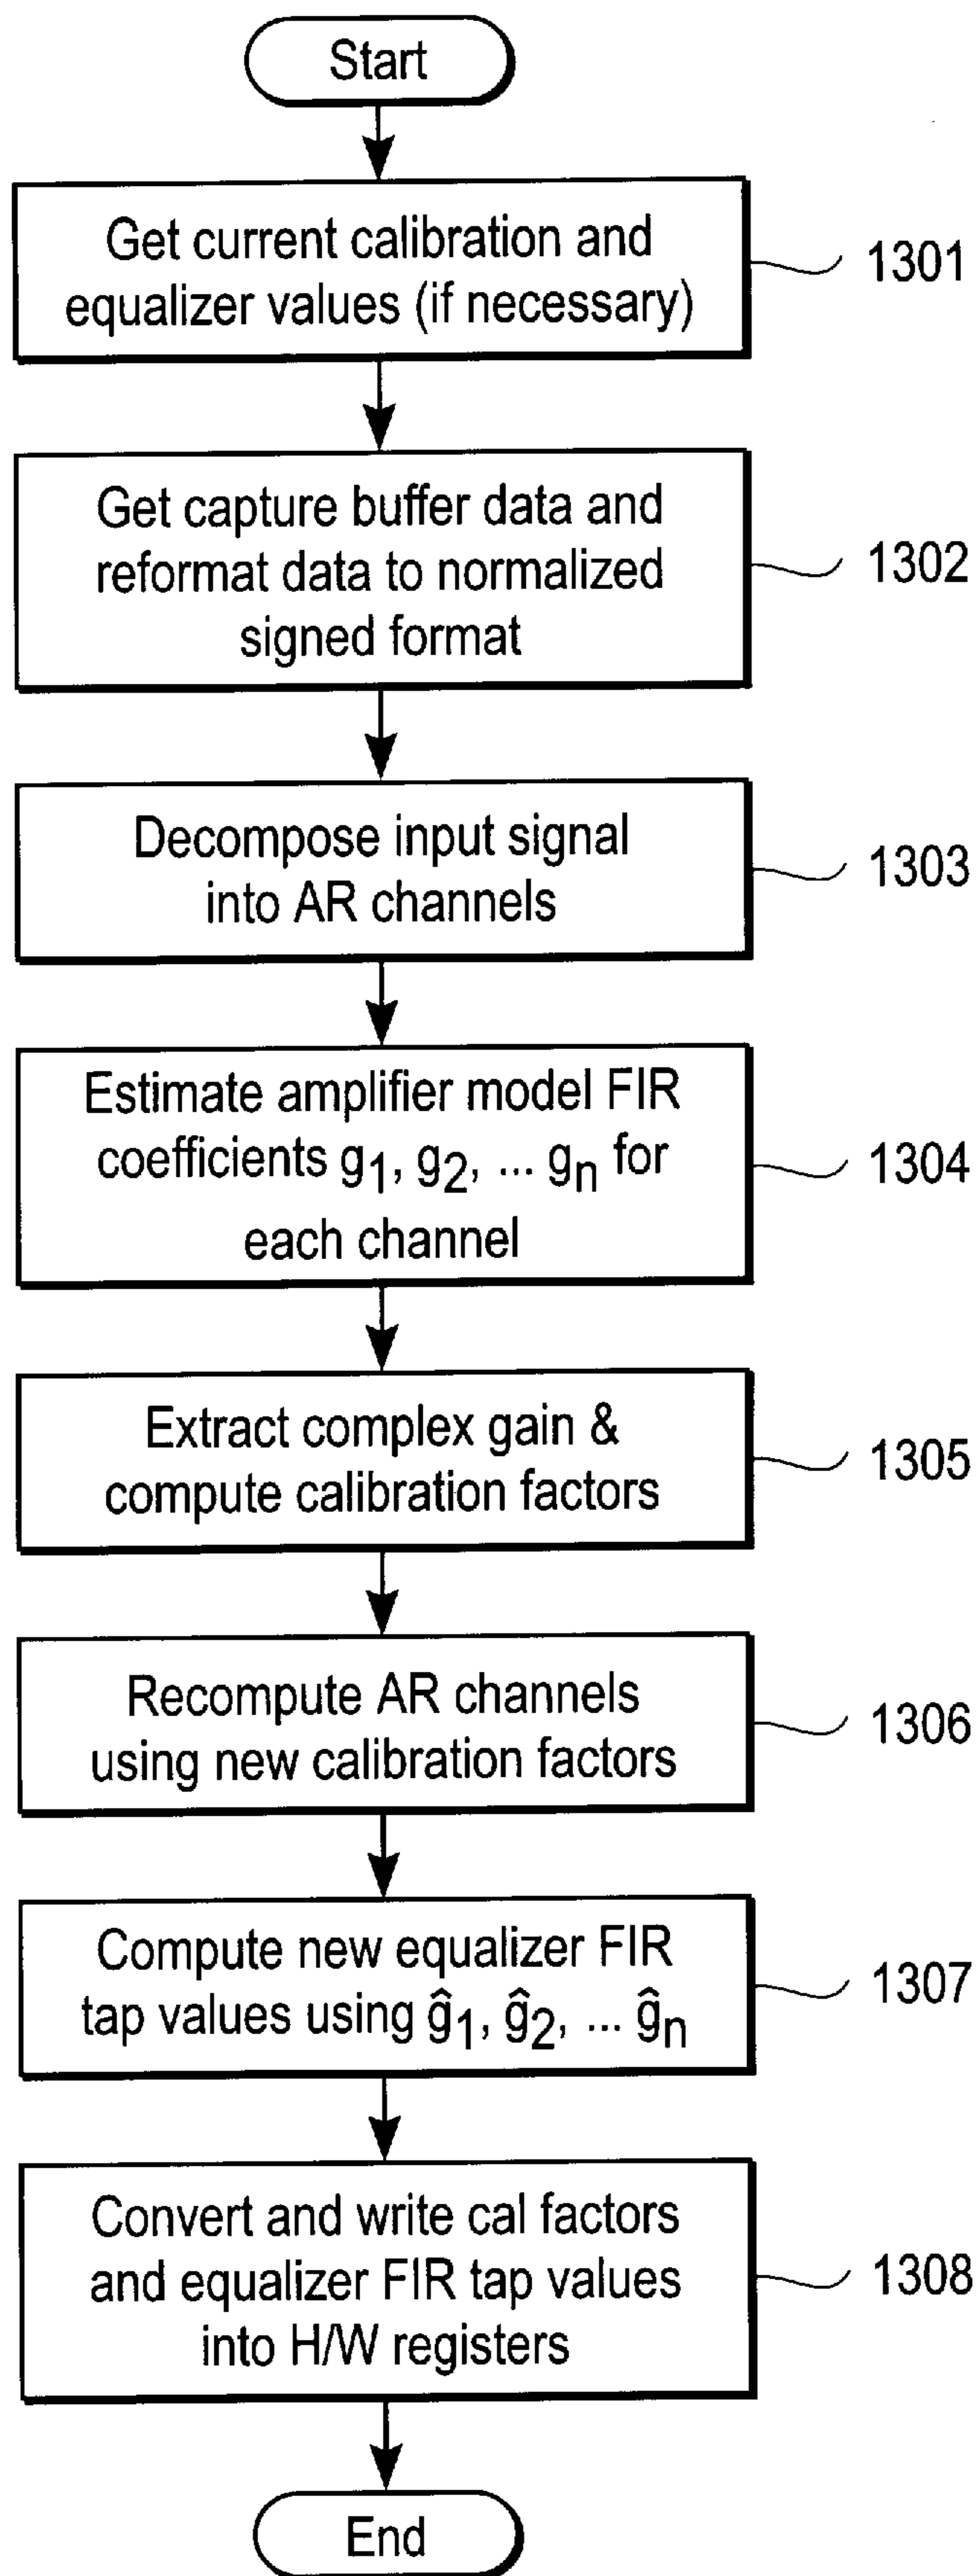 Start
Get current calibration and
equalizer values (if necessary)
1301
Get capture buffer data and
reformat data to normalized
signed format
1302
Decompose input signal
into AR channels
1303
Estimate amplifier model FIR
coefficients g1, g2, ... gn for
each channel
1304
Extract complex gain &
compute calibration factors
1305
Recompute AR channels
using new calibration factors
1306
Compute new equalizer FIR
tap values using ĝ1, ĝ2, ... ĝn
1307
Convert and write cal factors
and equalizer FIR tap values
into H/W registers
1308
End